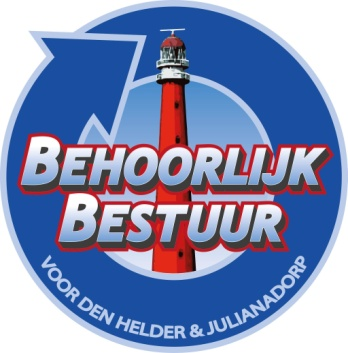 BEHOORLIJK
BESTUUR
VOOR DEN HELDER & JULIANADORP